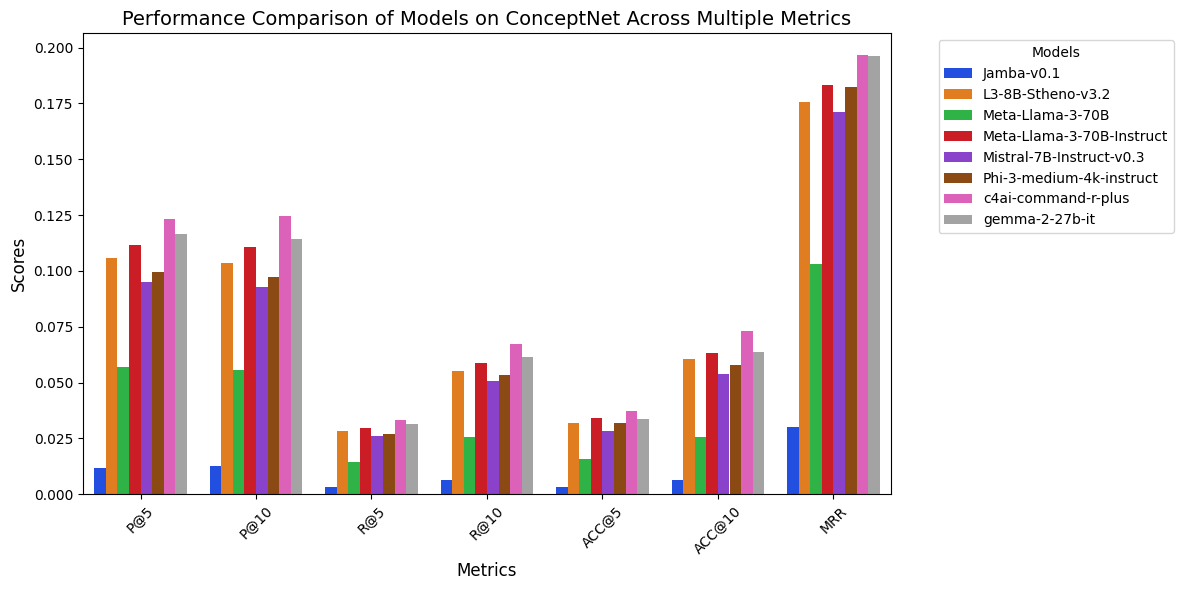 Performance Comparison of Models on ConceptNet Across Multiple Metrics
Scores
0.200
0.175
0.150
0.125
0.100
0.075
0.050
0.025
0.000
P@5
P@10
R@5
R@10
ACC@5
ACC@10
MRR
Metrics
Models
Jamba-v0.1
L3-8B-Stheno-v3.2
Meta-Llama-3-70B
Meta-Llama-3-70B-Instruct
Mistral-7B-Instruct-v0.3
Phi-3-medium-4k-instruct
c4ai-command-r-plus
gemma-2-27b-it